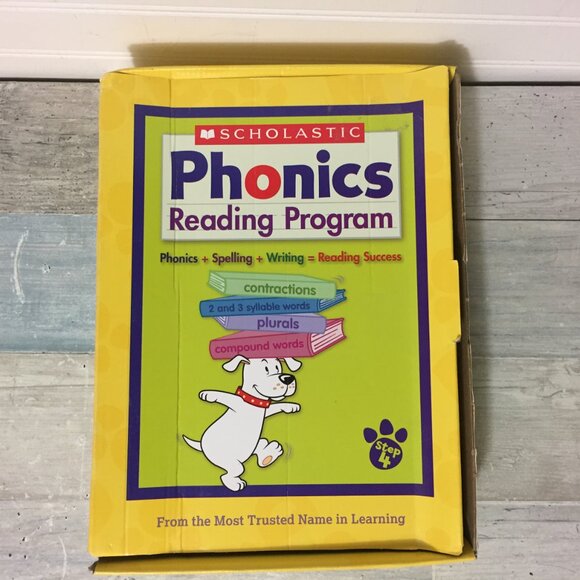 SCHOLASTIC
Phonics
Reading Program
Phonics + Spelling + Writing = Reading Success
contractions
2 and 3 syllable words
plurals
compound words
step
4
From the Most Trusted Name in Learning